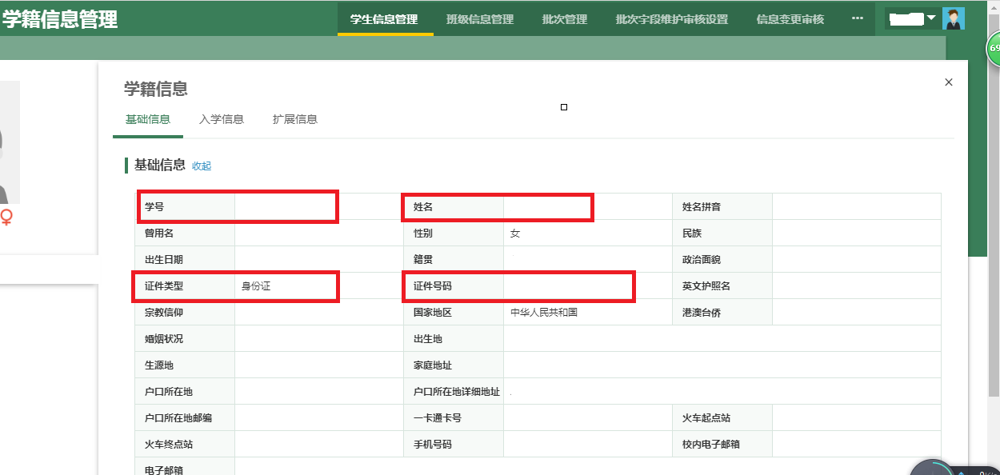 学籍信息管理 学生信息管理 班级信息管理 批次管理 批次字段维护审核设置 信息变更审核 ···
69
学籍信息
基础信息 入学信息 扩展信息
基础信息 收起
学号 姓名 姓名拼音
曾用名 性别 女 民族
出生日期 籍贯 政治面貌
证件类型 身份证 证件号码 英文护照名
宗教信仰 国家地区 中华人民共和国 港澳台侨
婚姻状况 出生地
生源地 家庭地址
户口所在地 户口所在地详细地址
户口所在地邮编 一卡通卡号 火车起点站
火车终点站 手机号码 校内电子邮箱
电子邮箱